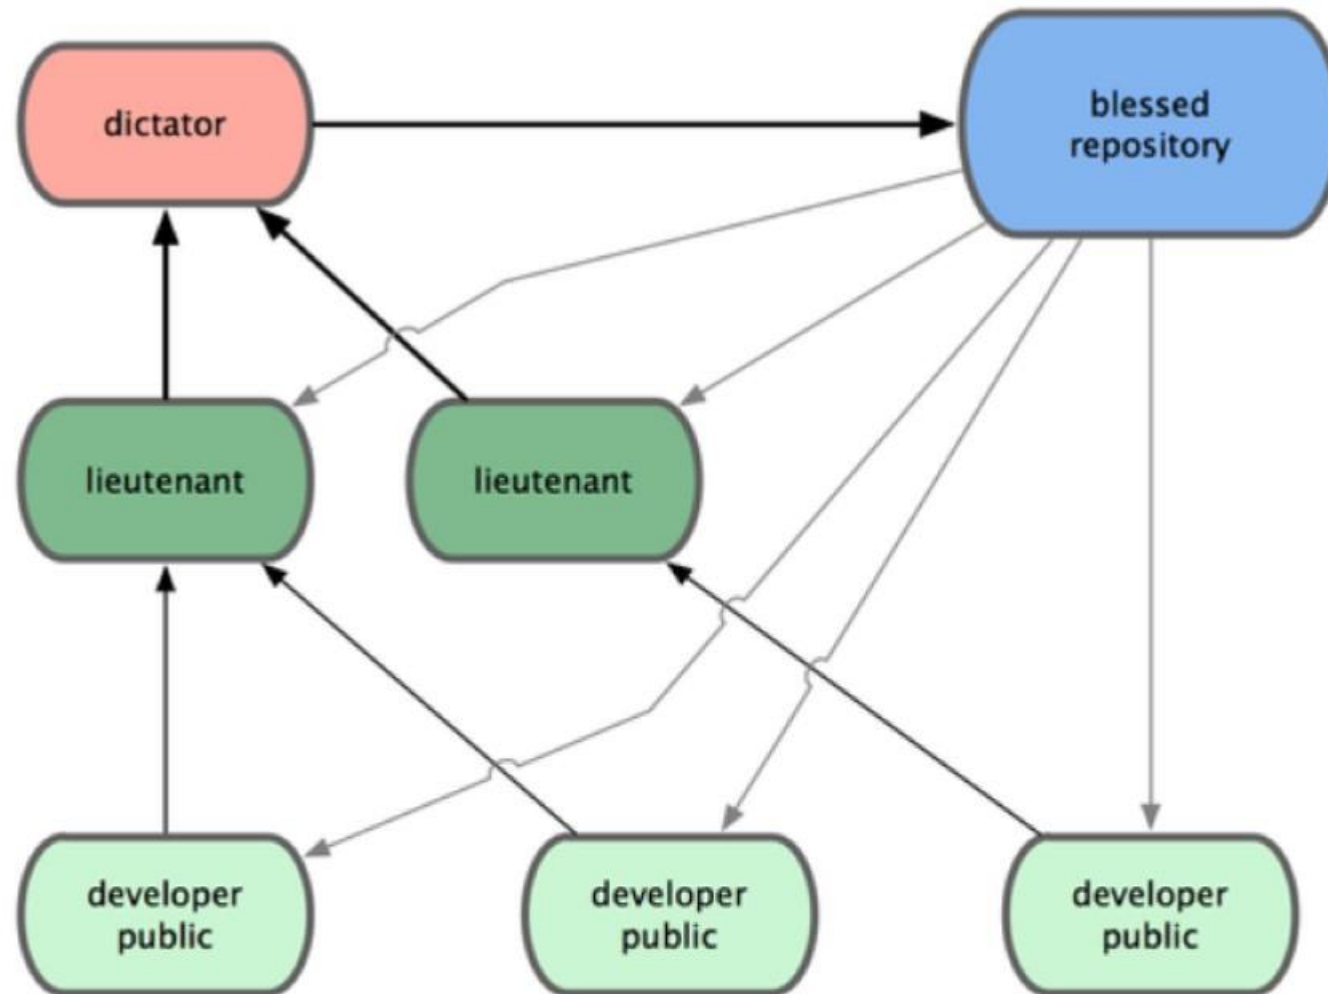 dictator
blessed
repository
lieutenant
lieutenant
developer
public
developer
public
developer
public